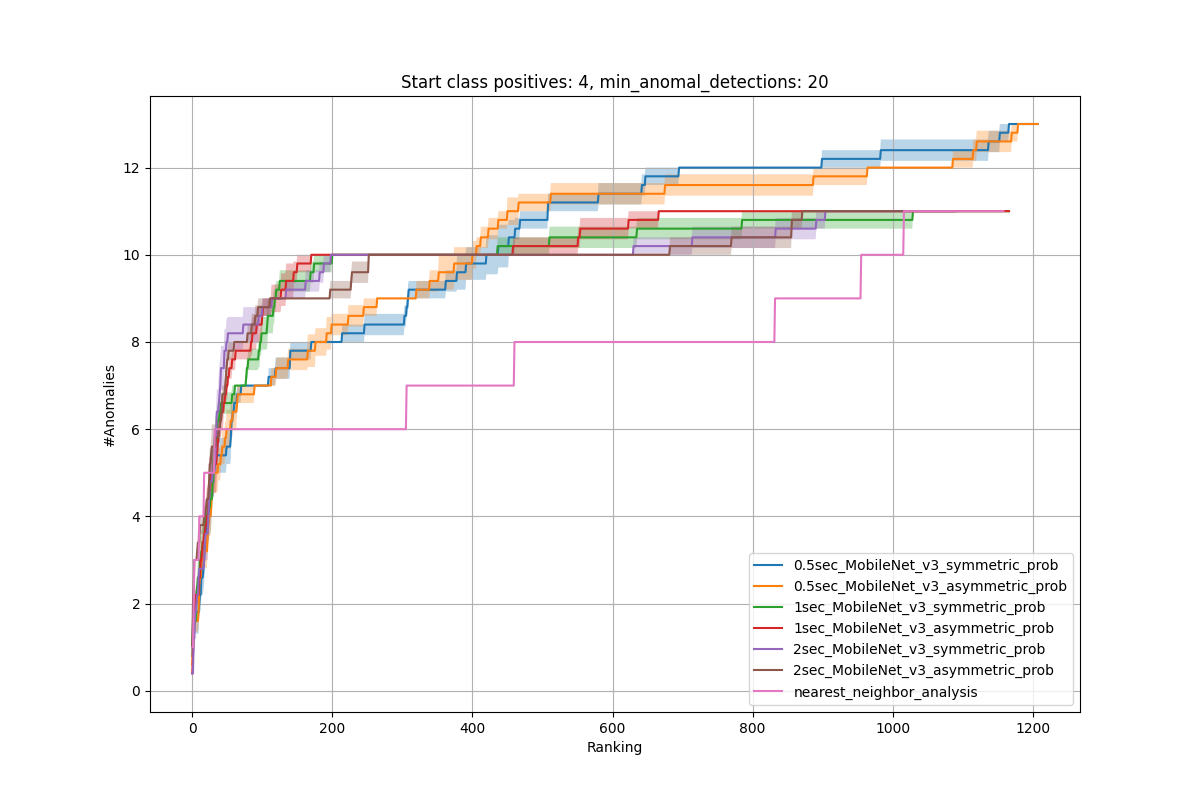 Start class positives: 4, min_anomal_detections: 20
#Anomalies
12
10
8
6
4
2
0
0 200 400 600 800 1000 1200
Ranking
0.5sec_MobileNet_v3_symmetric_prob
0.5sec_MobileNet_v3_asymmetric_prob
1sec_MobileNet_v3_symmetric_prob
1sec_MobileNet_v3_asymmetric_prob
2sec_MobileNet_v3_symmetric_prob
2sec_MobileNet_v3_asymmetric_prob
nearest_neighbor_analysis